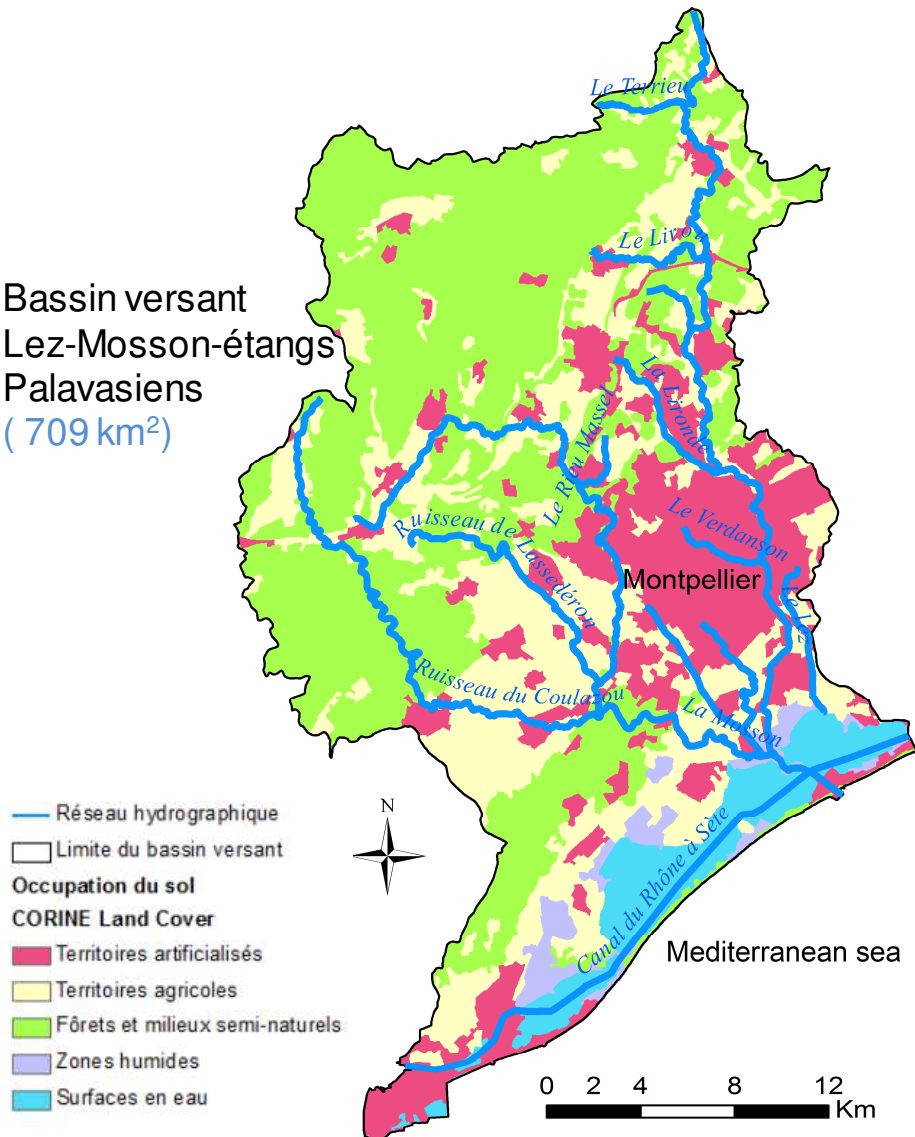 Le Terrieu
Le Lirou
Bassin versant
Lez-Mosson-étangs
Palavasiens
( 709 km²)
La Lironde
Le Rieu Massel
Le Verdanson
Ruisseau de Lassedéron
Montpellier
Le Lez
Ruisseau du Coulazou
La Mosson
Canal du Rhône à Sète
Mediterranean sea
N
Réseau hydrographique
Limite du bassin versant
Occupation du sol
CORINE Land Cover
Territoires artificialisés
Territoires agricoles
Fôrets et milieux semi-naturels
Zones humides
Surfaces en eau
0 2 4 8 12
Km